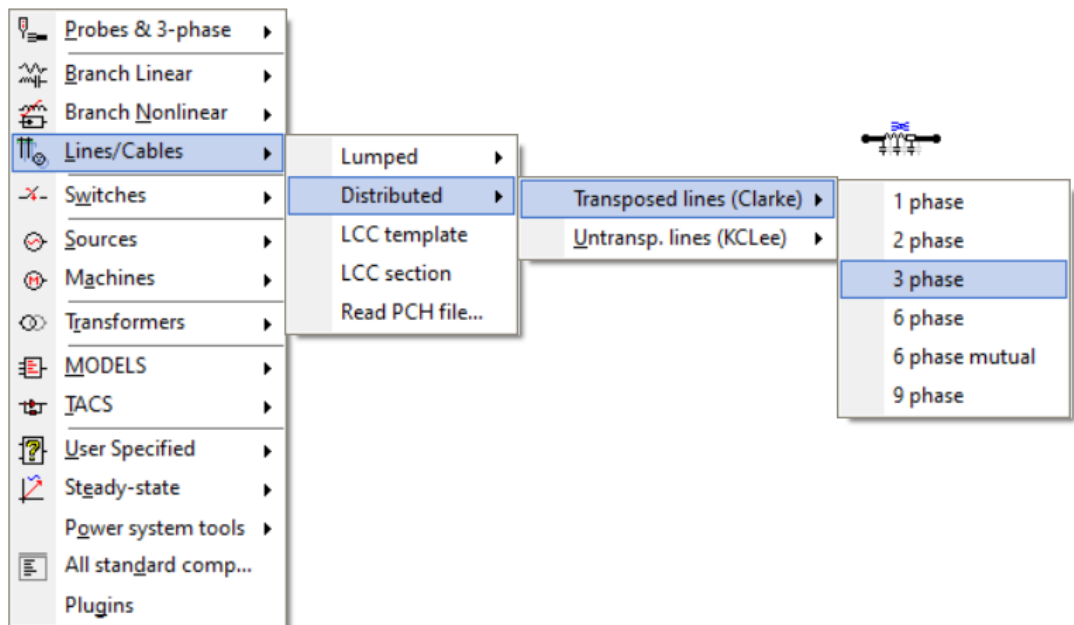 Probes & 3-phase
Branch Linear
Branch Nonlinear
Lines/Cables
Switches
Sources
Machines
Transformers
MODELS
TACS
User Specified
Steady-state
Power system tools
All standard comp...
Plugins
Lumped
Distributed
LCC template
LCC section
Read PCH file...
Transposed lines (Clarke)
Untransp. lines (KCLee)
1 phase
2 phase
3 phase
6 phase
6 phase mutual
9 phase